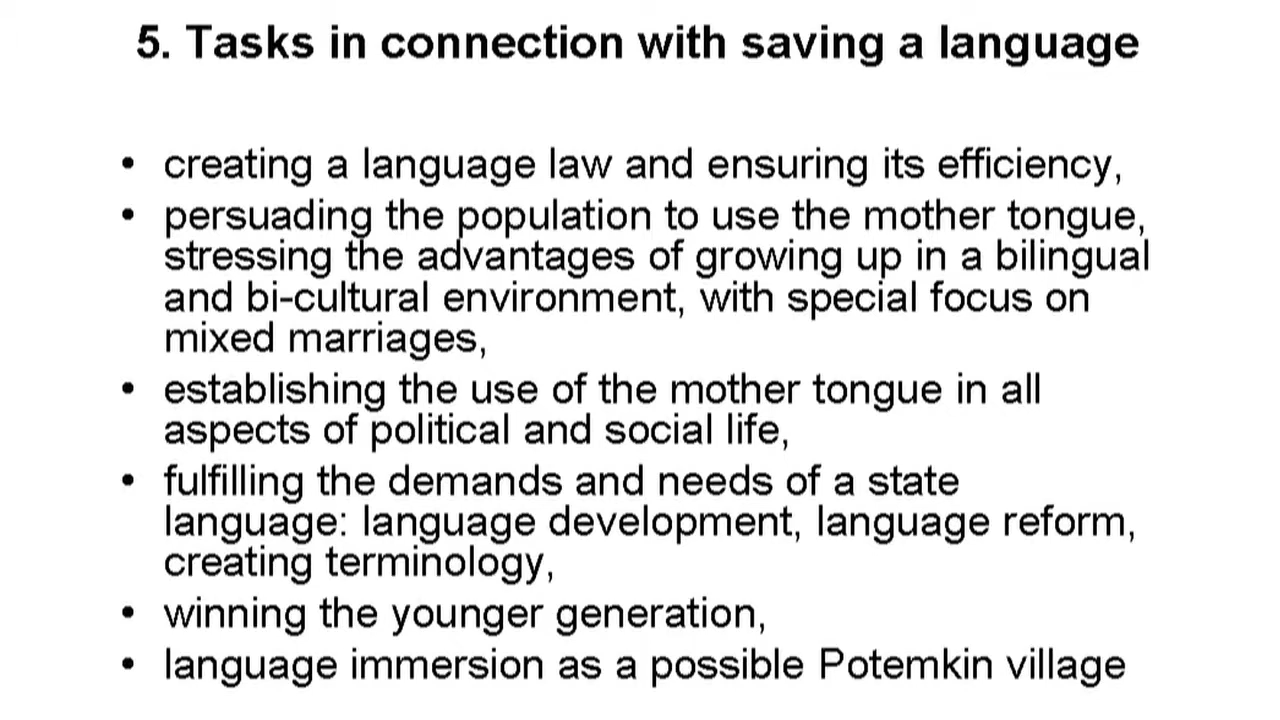 5. Tasks in connection with saving a language
• creating a language law and ensuring its efficiency,
• persuading the population to use the mother tongue,
stressing the advantages of growing up in a bilingual
and bi-cultural environment, with special focus on
mixed marriages,
• establishing the use of the mother tongue in all
aspects of political and social life,
• fulfilling the demands and needs of a state
language: language development, language reform,
creating terminology,
• winning the younger generation,
• language immersion as a possible Potemkin village